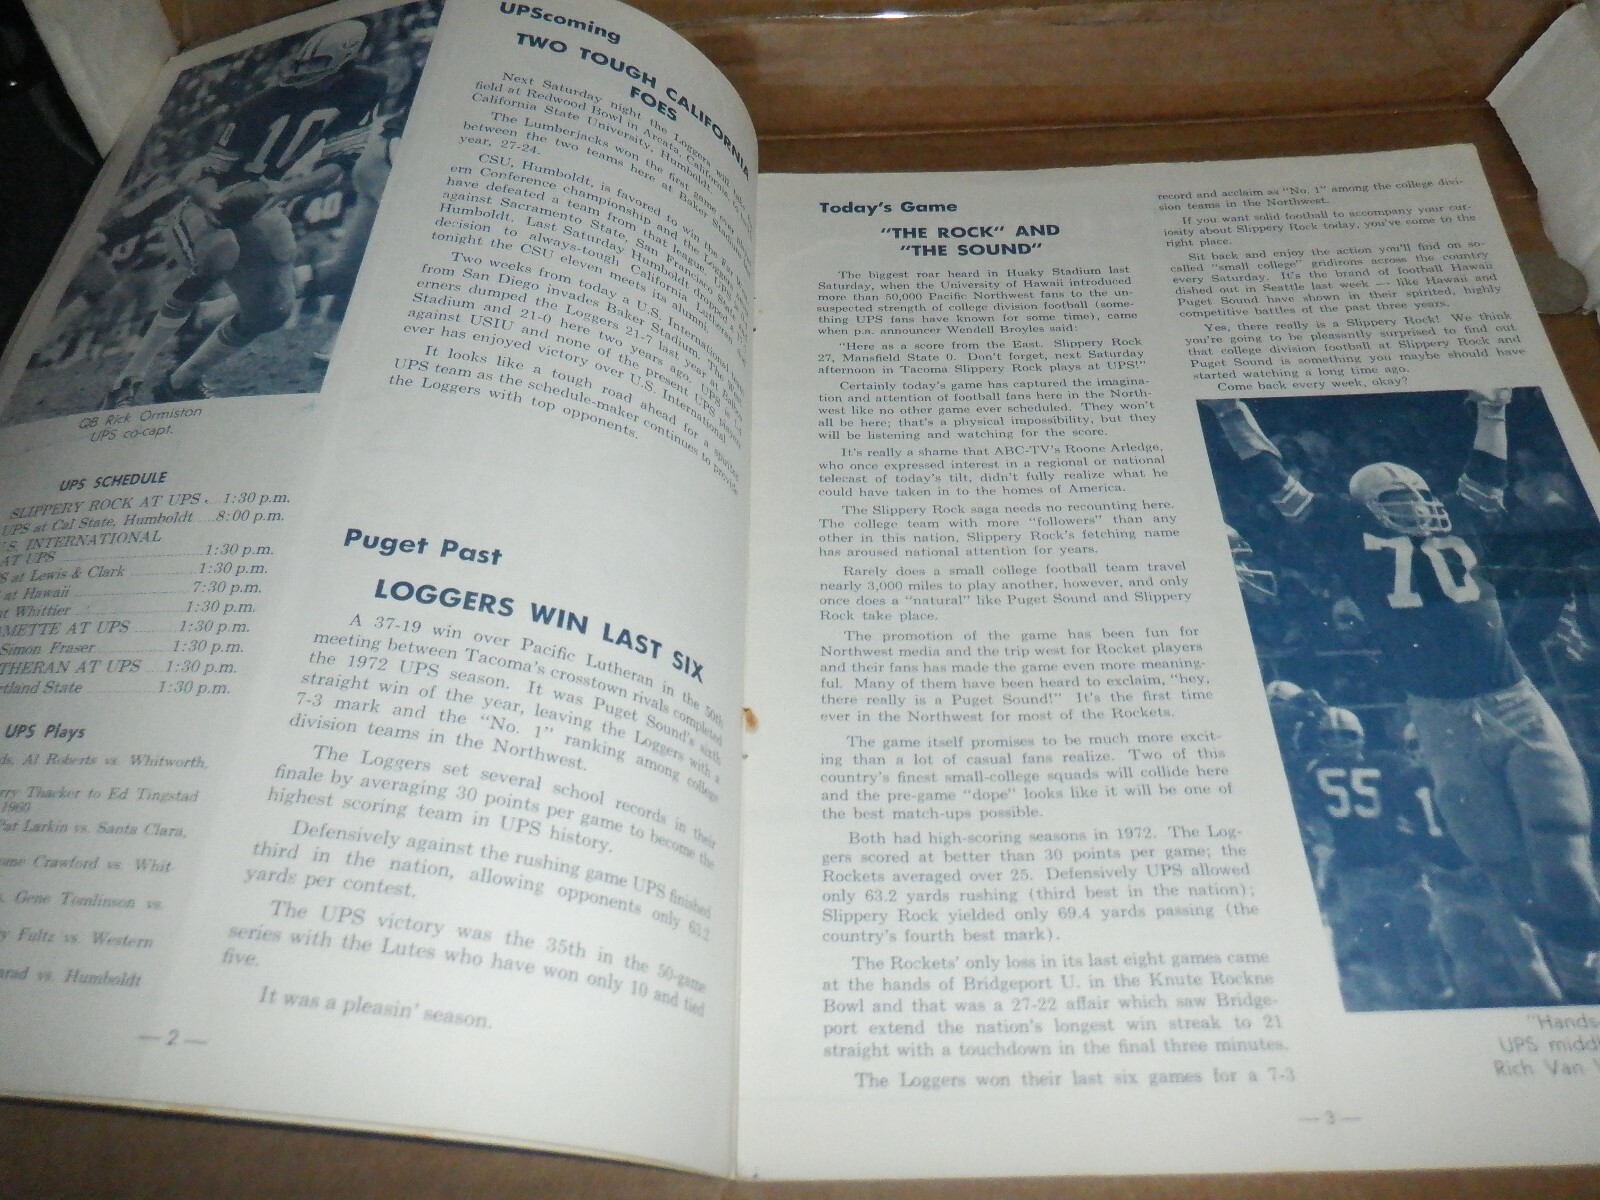 10
QB Rick Ormiston
UPS co-capt.
UPS SCHEDULE
SLIPPERY ROCK AT UPS . 1:30 p.m.
UPS at Cal State, Humboldt ....8:00 p.m.
.S. INTERNATIONAL
AT UPS 1:30 p.m.
at Lewis & Clark 1:30 p.m.
at Hawaii 7:30 p.m.
at Whittier 1:30 p.m.
AMETTE AT UPS 1:30 p.m.
Simon Fraser 1:30 p.m.
THERAN AT UPS 1:30 p.m.
rtland State 1:30 p.m.
UPS Plays
ds, Al Roberts vs. Whitworth,
rry Thacker to Ed Tingstad
1960
Pat Larkin vs. Santa Clara,
ome Crawford vs. Whit-
Gene Tomlinson vs.
y Fultz vs. Western
arad vs. Humboldt
UPScoming
TWO TOUGH CALIFORNIA
FOES
Next Saturday night the Loggers will
field at Redwood Bowl in Arcata, Calif.
California State University, Humboldt.
The Lumberjacks won the first game ever
between the two teams here at Baker Stadium last
year, 27-24.
CSU, Humboldt, is favored to win the Far
ern Conference championship and the Loggers
have defeated a team from that league. UPS
against Sacramento State, San Francisco State
Humboldt. Last Saturday Humboldt dropped a
decision to always-tough California Lutheran
tonight the CSU eleven meets its alumni.
Two weeks from today a U.S. International
from San Diego invades Baker Stadium. The
erners dumped the Loggers 21-7 last year at Balboa
Stadium and 21-0 here two years ago. UPS is
against USIU and none of the present UPS players
ever has enjoyed victory over U.S. International
It looks like a tough road ahead for a spirited
UPS team as the schedule-maker continues to provide
the Loggers with top opponents.
Puget Past
LOGGERS WIN LAST SIX
A 37-19 win over Pacific Lutheran in the 50th
meeting between Tacoma's crosstown rivals completed
the 1972 UPS season. It was Puget Sound's sixth
straight win of the year, leaving the Loggers with a
7-3 mark and the "No. 1" ranking among college
division teams in the Northwest.
The Loggers set several school records in their
finale by averaging 30 points per game to become the
highest scoring team in UPS history.
Defensively against the rushing game UPS finished
third in the nation, allowing opponents only 63.2
yards per contest.
The UPS victory was the 35th in the 50-game
series with the Lutes who have won only 10 and tied
five.
It was a pleasin' season.
— 2 —
Today's Game
"THE ROCK" AND
"THE SOUND"
The biggest roar heard in Husky Stadium last
Saturday, when the University of Hawaii introduced
more than 50,000 Pacific Northwest fans to the un-
suspected strength of college division football (some-
thing UPS fans have known for some time), came
when p.a. announcer Wendell Broyles said:
"Here as a score from the East. Slippery Rock
27, Mansfield State 0. Don't forget, next Saturday
afternoon in Tacoma Slippery Rock plays at UPS!"
Certainly today's game has captured the imagina-
tion and attention of football fans here in the North-
west like no other game ever scheduled. They won't
all be here; that's a physical impossibility, but they
will be listening and watching for the score.
It's really a shame that ABC-TV's Roone Arledge,
who once expressed interest in a regional or national
telecast of today's tilt, didn't fully realize what he
could have taken in to the homes of America.
The Slippery Rock saga needs no recounting here.
The college team with more "followers" than any
other in this nation, Slippery Rock's fetching name
has aroused national attention for years.
Rarely does a small college football team travel
nearly 3,000 miles to play another, however, and only
once does a "natural" like Puget Sound and Slippery
Rock take place.
The promotion of the game has been fun for
Northwest media and the trip west for Rocket players
and their fans has made the game even more meaning-
ful. Many of them have been heard to exclaim, "hey,
there really is a Puget Sound!" It's the first time
ever in the Northwest for most of the Rockets.
The game itself promises to be much more excit-
ing than a lot of casual fans realize. Two of this
country's finest small-college squads will collide here
and the pre-game "dope" looks like it will be one of
the best match-ups possible.
Both had high-scoring seasons in 1972. The Log-
gers scored at better than 30 points per game; the
Rockets averaged over 25. Defensively UPS allowed
only 63.2 yards rushing (third best in the nation);
Slippery Rock yielded only 69.4 yards passing (the
country's fourth best mark).
The Rockets' only loss in its last eight games came
at the hands of Bridgeport U. in the Knute Rockne
Bowl and that was a 27-22 affair which saw Bridge-
port extend the nation's longest win streak to 21
straight with a touchdown in the final three minutes.
The Loggers won their last six games for a 7-3
record and acclaim as "No. 1" among the college divi-
sion teams in the Northwest.
If you want solid football to accompany your cur-
iosity about Slippery Rock today, you've come to the
right place.
Sit back and enjoy the action you'll find on so-
called "small college" gridirons across the country
every Saturday. It's the brand of football Hawaii
dished out in Seattle last week — like Hawaii and
Puget Sound have shown in their spirited, highly
competitive battles of the past three years.
Yes, there really is a Slippery Rock! We think
you're going to be pleasantly surprised to find out
that college division football at Slippery Rock and
Puget Sound is something you maybe should have
started watching a long time ago.
Come back every week, okay?
70
55
1
"Hands-
UPS midd
Rich Van
— 3 —